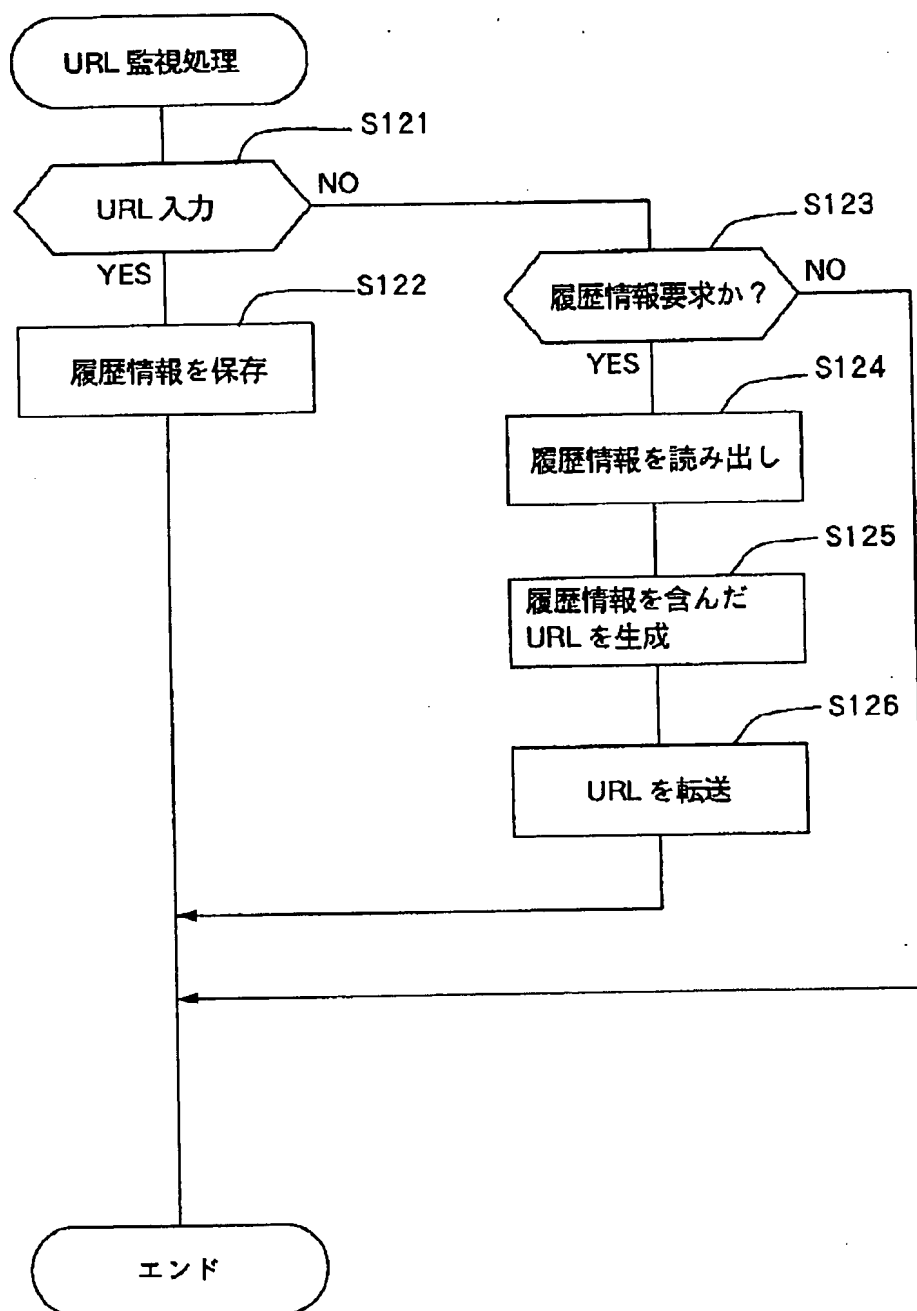 URL 監視処理
S121
URL 入力
NO
YES
S122
履歴情報を保存
S123
履歴情報要求か？
NO
YES
S124
履歴情報を読み出し
S125
履歴情報を含んだ
URL を生成
S126
URL を転送
エンド